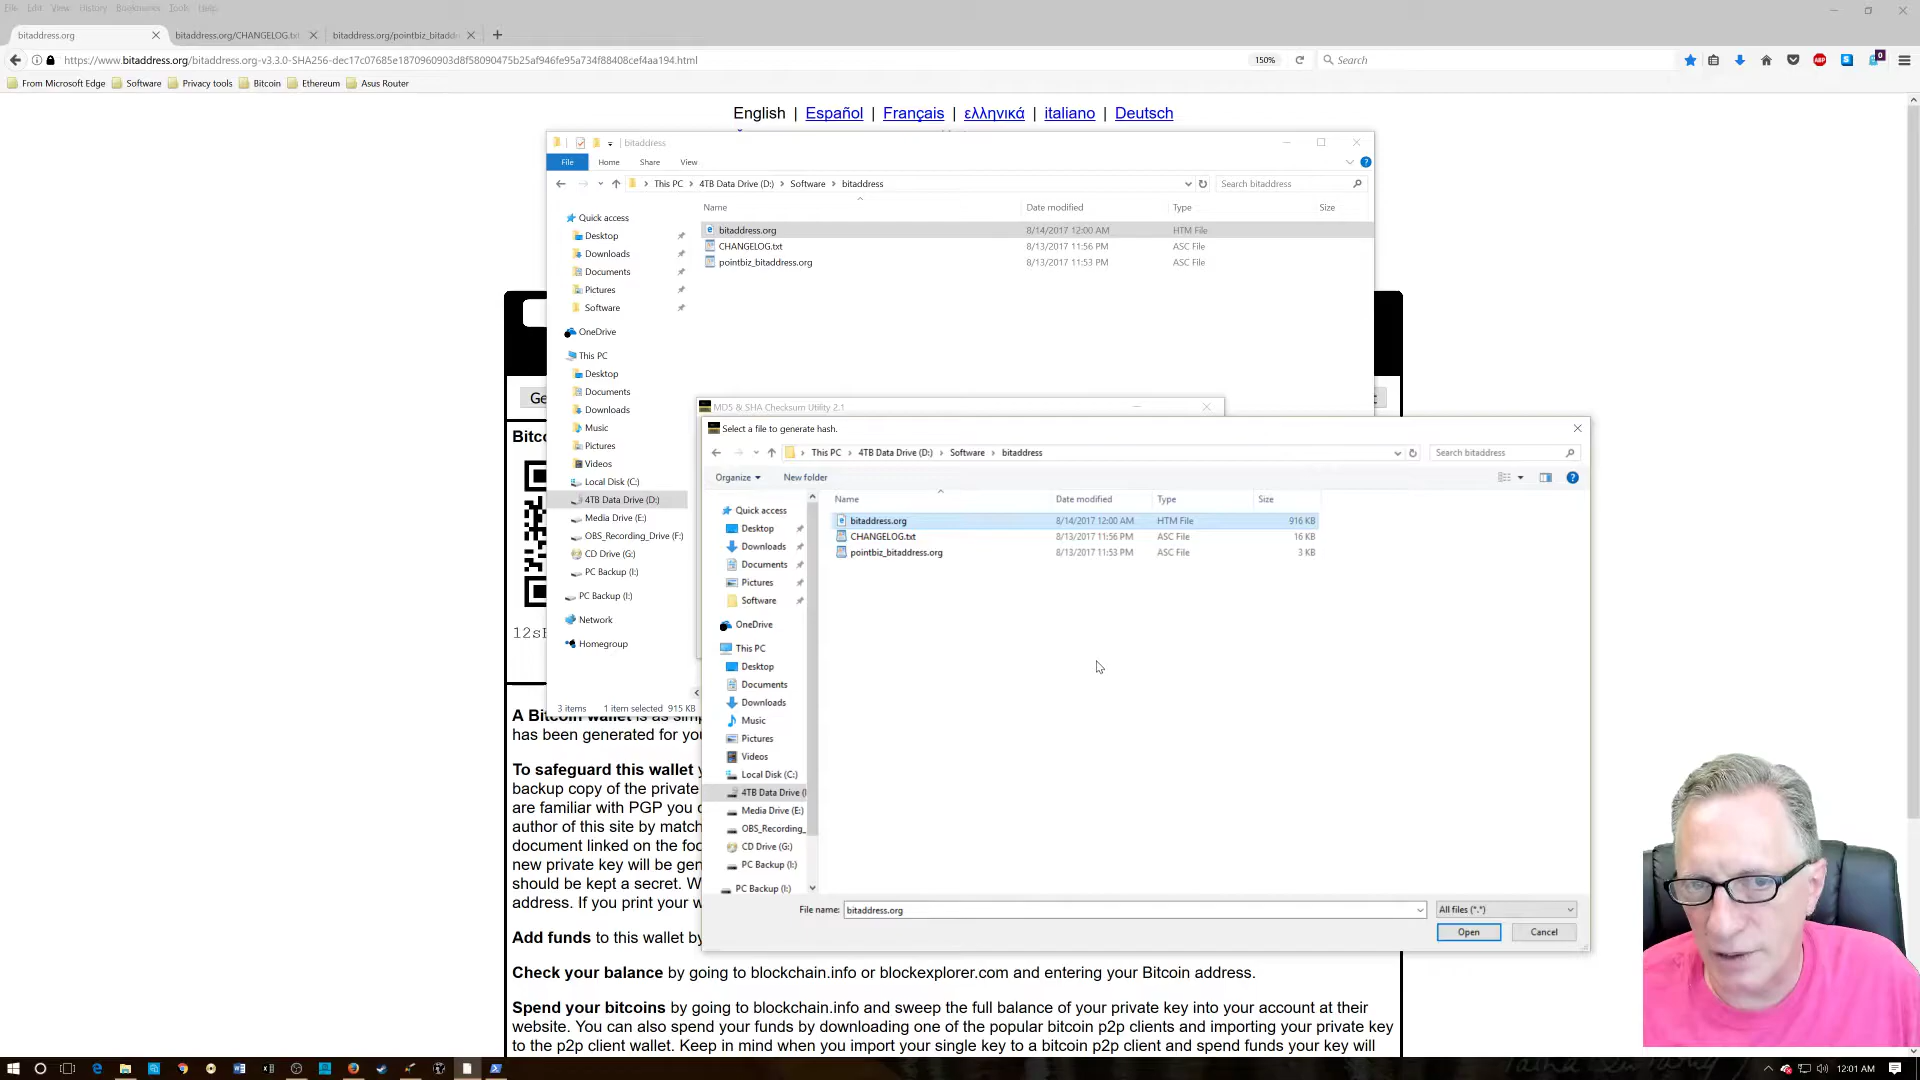 File Edit View History Bookmarks Tools Help
bitaddress.org
bitaddress.org/CHANGELOG.txt
bitaddress.org/pointbiz_bitaddr
https://www.bitaddress.org/bitaddress.org-v3.3.0-SHA256-dec17c07685e1870960903d8f58090475b25af946fe95a734f88408cef4aa194.html
150%
Search
From Microsoft Edge Software Privacy tools Bitcoin Ethereum Asus Router
English | Español | Français | ελληνικά | italiano | Deutsch
bitaddress
File Home Share View
This PC > 4TB Data Drive (D:) > Software > bitaddress
Search bitaddress
Name Date modified Type Size
bitaddress.org 8/14/2017 12:00 AM HTM File
CHANGELOG.txt 8/13/2017 11:56 PM ASC File
pointbiz_bitaddress.org 8/13/2017 11:53 PM ASC File
Quick access
Desktop
Downloads
Documents
Pictures
Software
OneDrive
This PC
Desktop
Documents
Downloads
Music
Pictures
Videos
Local Disk (C:)
4TB Data Drive (D:)
Media Drive (E:)
OBS_Recording_Drive (F:)
CD Drive (G:)
PC Backup (I:)
PC Backup (I:)
Network
Homegroup
3 items 1 item selected 915 KB
MD5 & SHA Checksum Utility 2.1
Select a file to generate hash.
This PC > 4TB Data Drive (D:) > Software > bitaddress
Search bitaddress
Organize New folder
Name Date modified Type Size
bitaddress.org 8/14/2017 12:00 AM HTM File 916 KB
CHANGELOG.txt 8/13/2017 11:56 PM ASC File 16 KB
pointbiz_bitaddress.org 8/13/2017 11:53 PM ASC File 3 KB
Quick access
Desktop
Downloads
Documents
Pictures
Software
OneDrive
This PC
Desktop
Documents
Downloads
Music
Pictures
Videos
Local Disk (C:)
4TB Data Drive (
Media Drive (E:)
OBS_Recording_
CD Drive (G:)
PC Backup (I:)
PC Backup (I:)
File name: bitaddress.org
All files (*.*)
Open Cancel
Ge
Bitco
12sH
A Bitcoin wallet is as simp
has been generated for you
To safeguard this wallet y
backup copy of the private
are familiar with PGP you c
author of this site by match
document linked on the foo
new private key will be gen
should be kept a secret. W
address. If you print your w
Add funds to this wallet by
Check your balance by going to blockchain.info or blockexplorer.com and entering your Bitcoin address.
Spend your bitcoins by going to blockchain.info and sweep the full balance of your private key into your account at their
website. You can also spend your funds by downloading one of the popular bitcoin p2p clients and importing your private key
to the p2p client wallet. Keep in mind when you import your single key to a bitcoin p2p client and spend funds your key will
12:01 AM